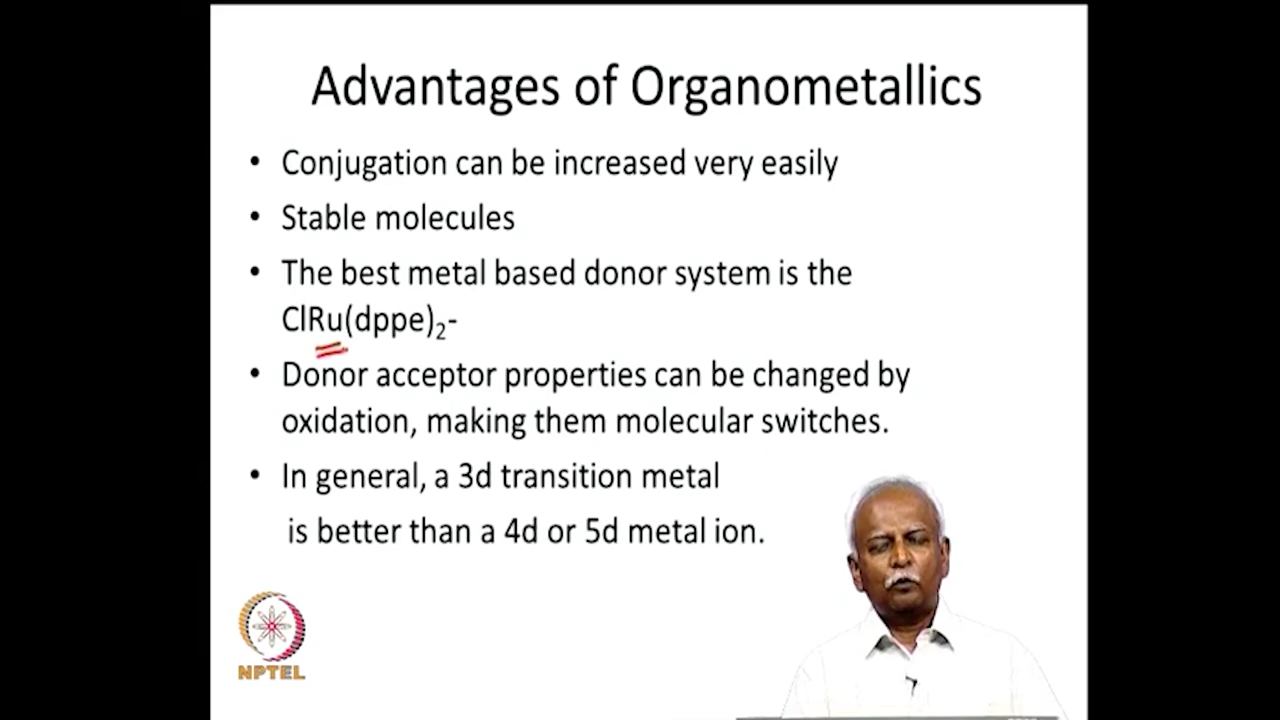 Advantages of Organometallics
• Conjugation can be increased very easily
• Stable molecules
• The best metal based donor system is the
ClRu(dppe)₂-
• Donor acceptor properties can be changed by
oxidation, making them molecular switches.
• In general, a 3d transition metal
is better than a 4d or 5d metal ion.
NPTEL